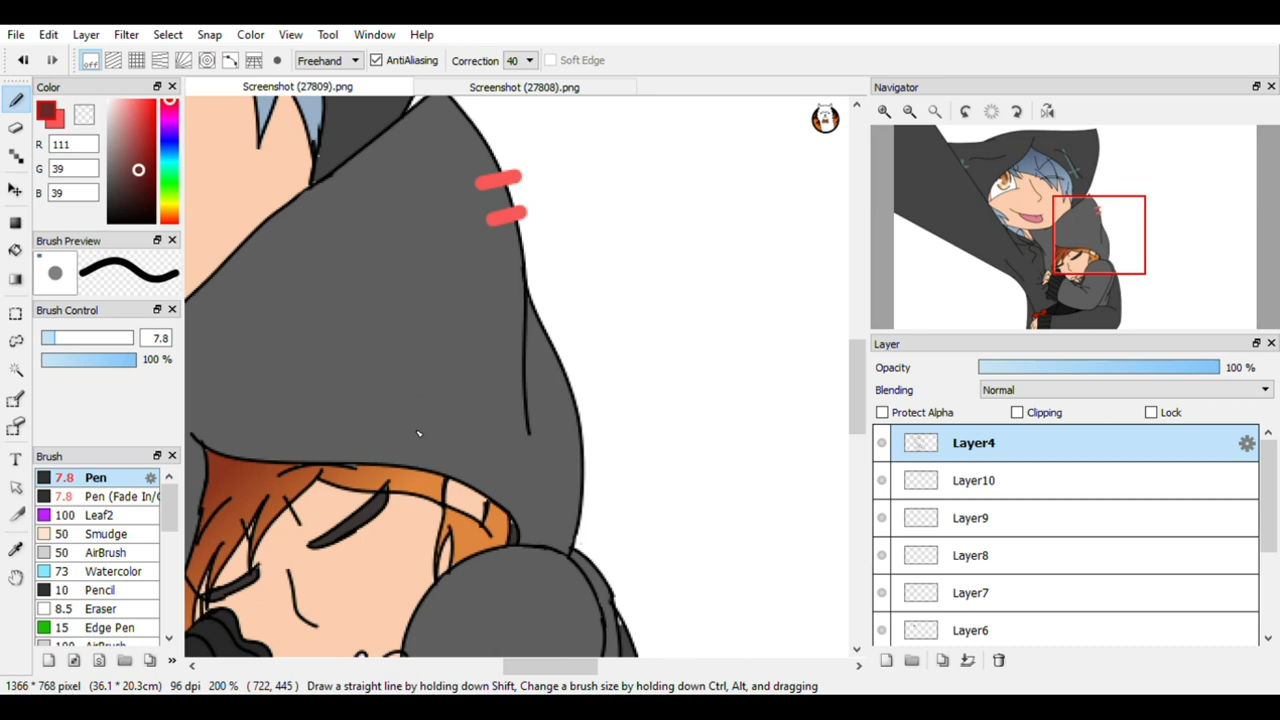 File Edit Layer Filter Select Snap Color View Tool Window Help
off Freehand AntiAliasing Correction 40 Soft Edge
Color
R 111
G 39
B 39
Brush Preview
Brush Control
7.8
100 %
Brush
7.8 Pen
7.8 Pen (Fade In/
100 Leaf2
50 Smudge
50 AirBrush
73 Watercolor
10 Pencil
8.5 Eraser
15 Edge Pen
100 AirBrush
Screenshot (27809).png Screenshot (27808).png
Navigator
Layer
Opacity 100 %
Blending Normal
Protect Alpha Clipping Lock
Layer4
Layer10
Layer9
Layer8
Layer7
Layer6
1366 * 768 pixel (36.1 * 20.3cm) 96 dpi 200 % ( 722, 445 ) Draw a straight line by holding down Shift, Change a brush size by holding down Ctrl, Alt, and dragging